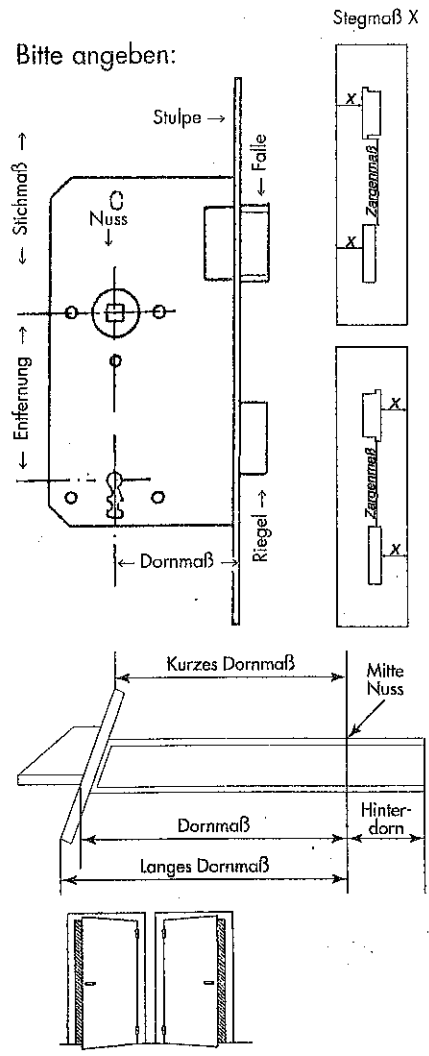 Stegmaß X
Bitte angeben:
Stulpe →
← Falle
← Stichmaß →
Nuss
↓
X
Zargenmaß
X
← Entfernung →
X
Zargenmaß
X
Riegel →
← Dornmaß →
Kurzes Dornmaß
Mitte
Nuss
Dornmaß
Hinter-
dorn
Langes Dornmaß